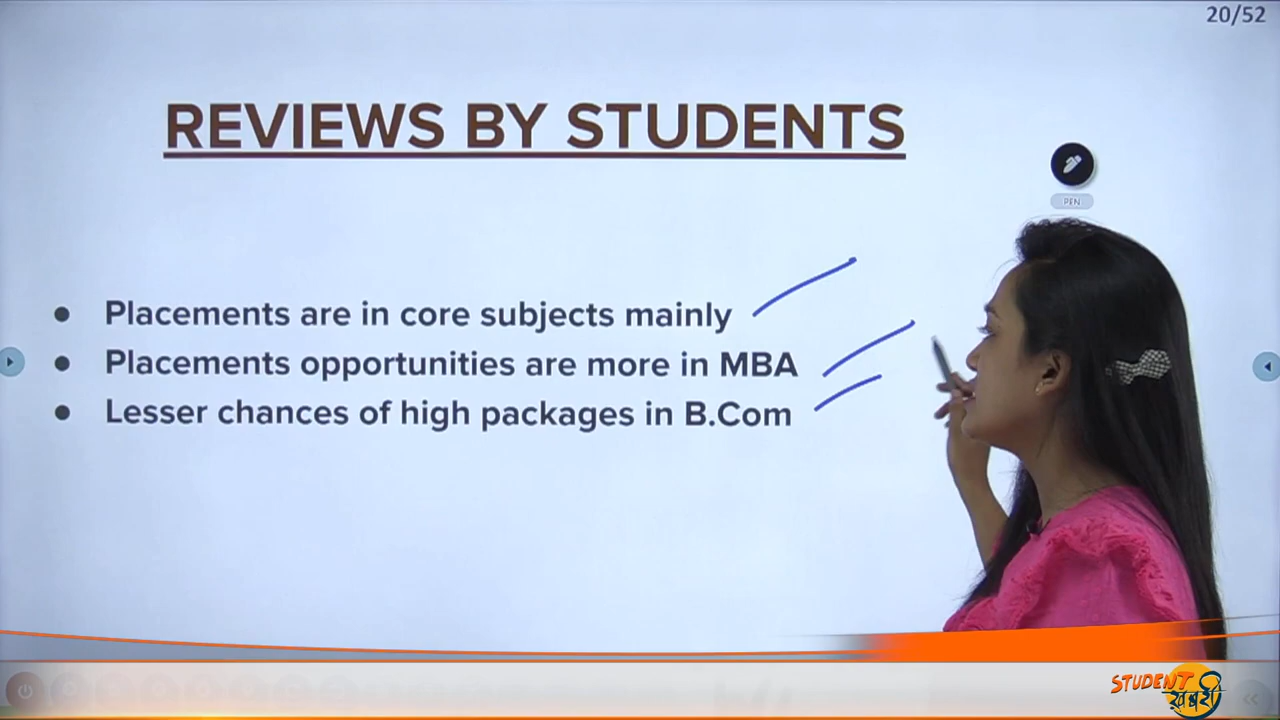 20/52
REVIEWS BY STUDENTS
PEN
● Placements are in core subjects mainly
● Placements opportunities are more in MBA
● Lesser chances of high packages in B.Com
STUDENT
खबरी